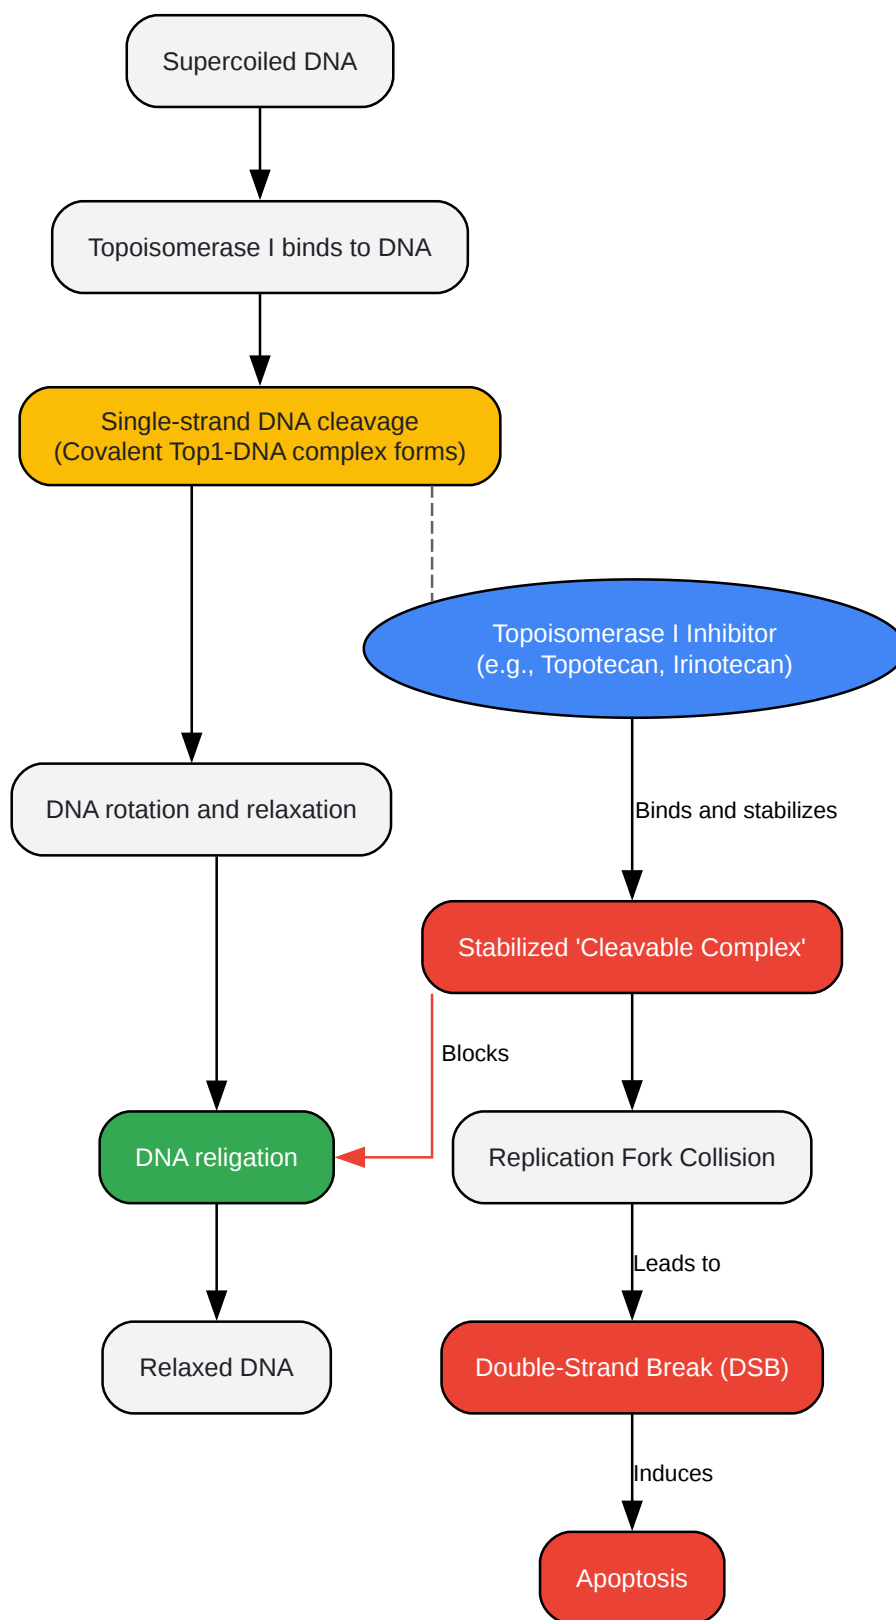 Supercoiled DNA
Topoisomerase I binds to DNA
Single-strand DNA cleavage
(Covalent Top1-DNA complex forms)
Topoisomerase I Inhibitor
(e.g., Topotecan, Irinotecan)
DNA rotation and relaxation
Binds and stabilizes
Stabilized 'Cleavable Complex'
Blocks
DNA religation
Replication Fork Collision
Leads to
Relaxed DNA
Double-Strand Break (DSB)
Induces
Apoptosis